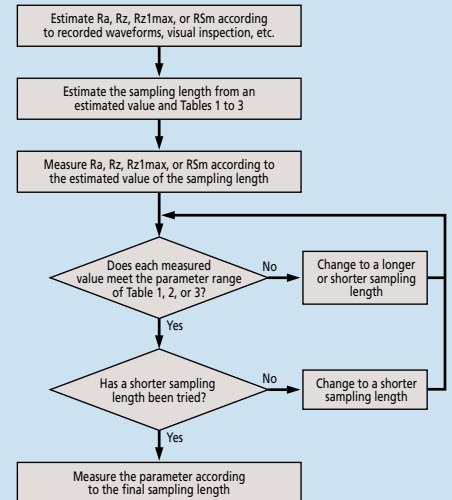 Estimate Ra, Rz, Rz1max, or RSm according
to recorded waveforms, visual inspection, etc.
Estimate the sampling length from an
estimated value and Tables 1 to 3
Measure Ra, Rz, Rz1max, or RSm according to
the estimated value of the sampling length
Does each measured
value meet the parameter range
of Table 1, 2, or 3?
No
Change to a longer
or shorter sampling
length
Yes
Has a shorter sampling
length been tried?
No
Change to a shorter
sampling length
Yes
Measure the parameter according
to the final sampling length